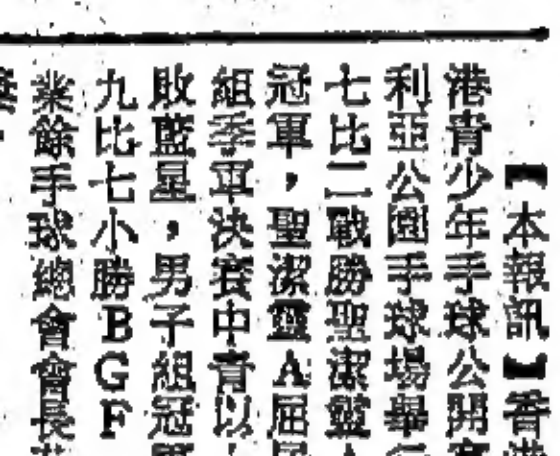 【本報訊】香港
港青少年手球公開賽
利亞公園手球場舉行
七比二戰勝聖潔靈
冠軍，聖潔靈A屈
組季軍決賽中青以
敗藍星，男子組冠
九比七小勝BGF
業餘手球總會會長